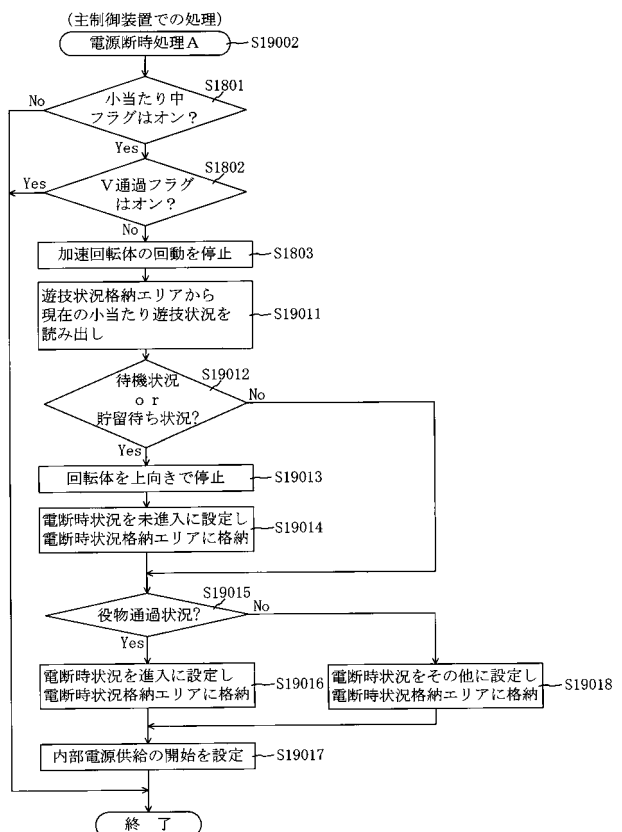 (主制御装置での処理)
電源断時処理A
S19002
S1801
小当たり中
フラグはオン?
No
Yes
S1802
V通過フラグ
はオン?
Yes
No
加速回転体の回動を停止
S1803
遊技状況格納エリアから
現在の小当たり遊技状況を
読み出し
S19011
S19012
待機状況
or
貯留待ち状況?
No
Yes
回転体を上向きで停止
S19013
電断時状況を未進入に設定し
電断時状況格納エリアに格納
S19014
S19015
役物通過状況?
No
Yes
電断時状況を進入に設定し
電断時状況格納エリアに格納
S19016
電断時状況をその他に設定し
電断時状況格納エリアに格納
S19018
内部電源供給の開始を設定
S19017
終 了